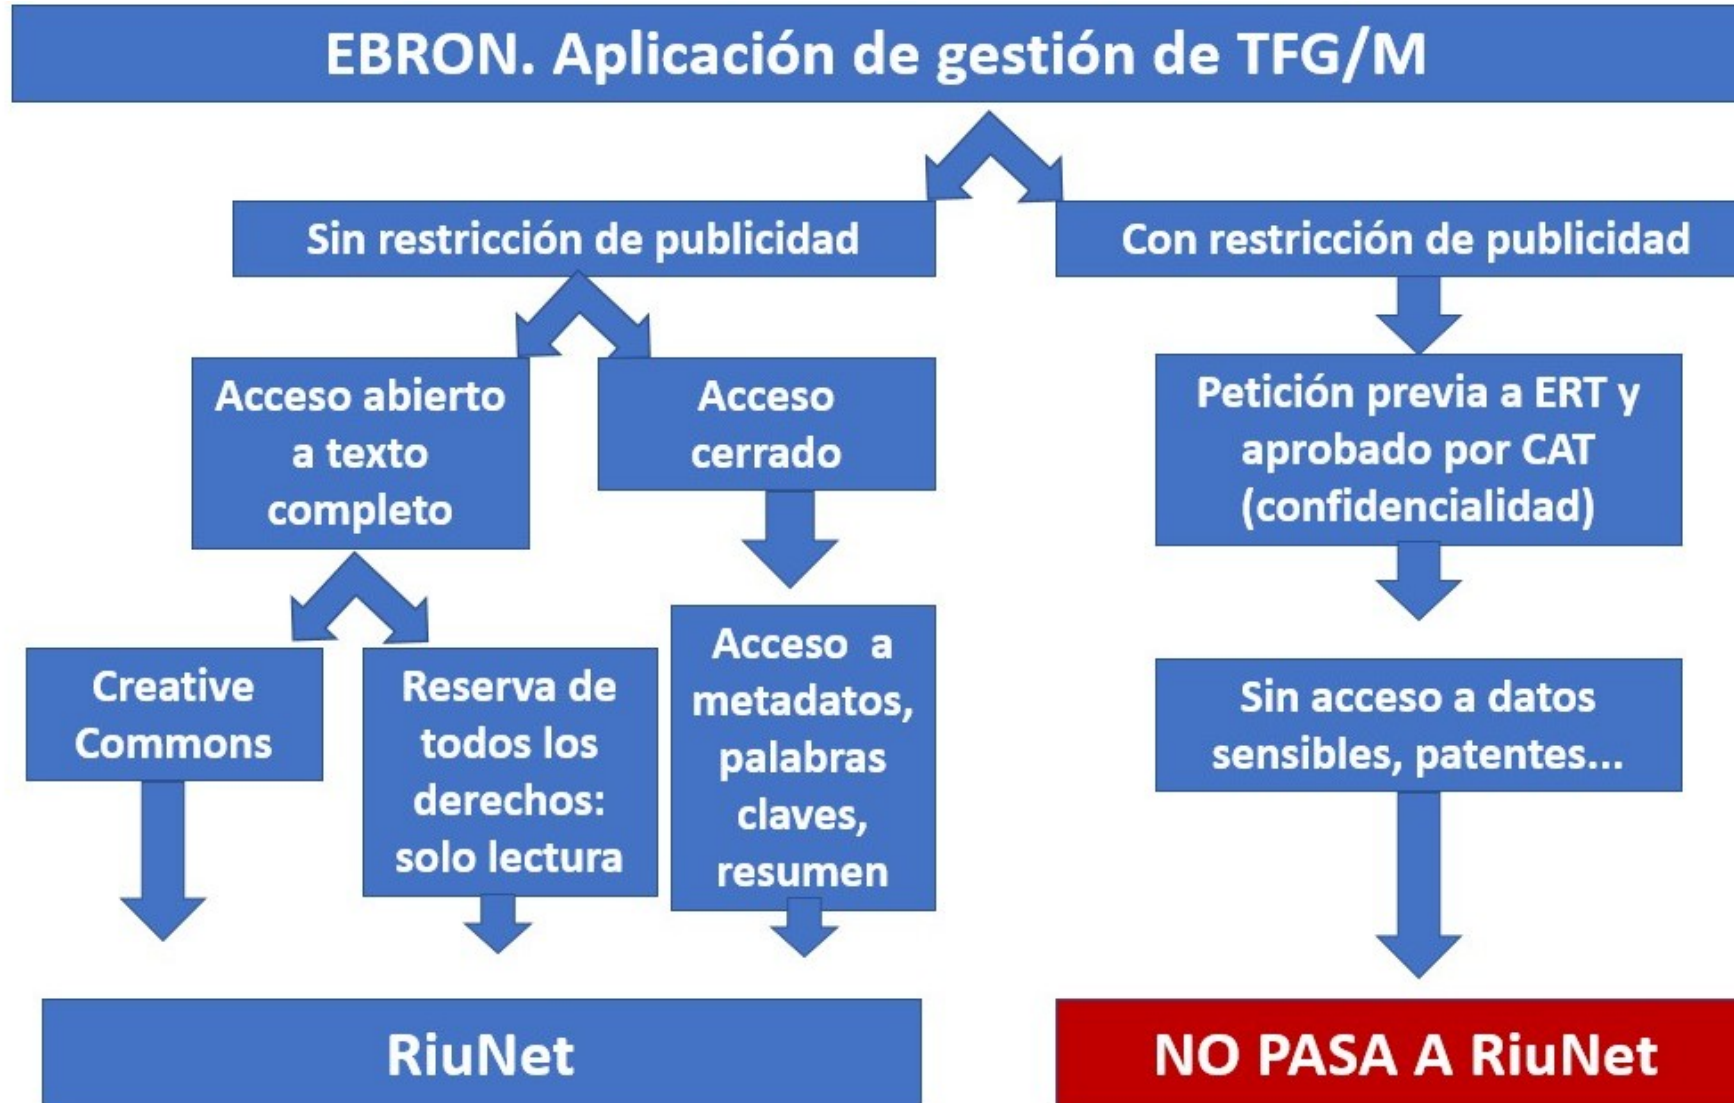 EBRON. Aplicación de gestión de TFG/M
Sin restricción de publicidad
Con restricción de publicidad
Acceso abierto
a texto
completo
Acceso
cerrado
Petición previa a ERT y
aprobado por CAT
(confidencialidad)
Creative
Commons
Reserva de
todos los
derechos:
solo lectura
Acceso a
metadatos,
palabras
claves,
resumen
Sin acceso a datos
sensibles, patentes...
RiuNet
NO PASA A RiuNet